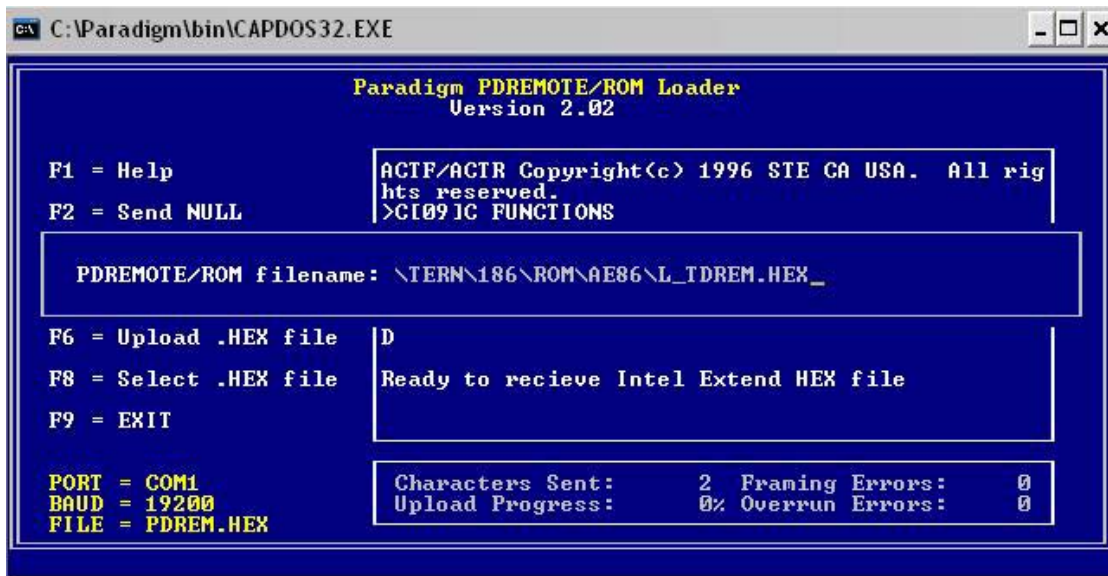 C:\Paradigm\bin\CAPDOS32.EXE
Paradigm PDREMOTE/ROM Loader
Version 2.02
F1 = Help
F2 = Send NULL
ACTF/ACTR Copyright(c) 1996 STE CA USA. All rig
hts reserved.
>C[09]C FUNCTIONS
PDREMOTE/ROM filename: \TERN\186\ROM\AE86\L_TDREM.HEX_
F6 = Upload .HEX file
F8 = Select .HEX file
F9 = EXIT
D
Ready to recieve Intel Extend HEX file
PORT = COM1
BAUD = 19200
FILE = PDREM.HEX
Characters Sent: 2 Framing Errors: 0
Upload Progress: 0% Overrun Errors: 0